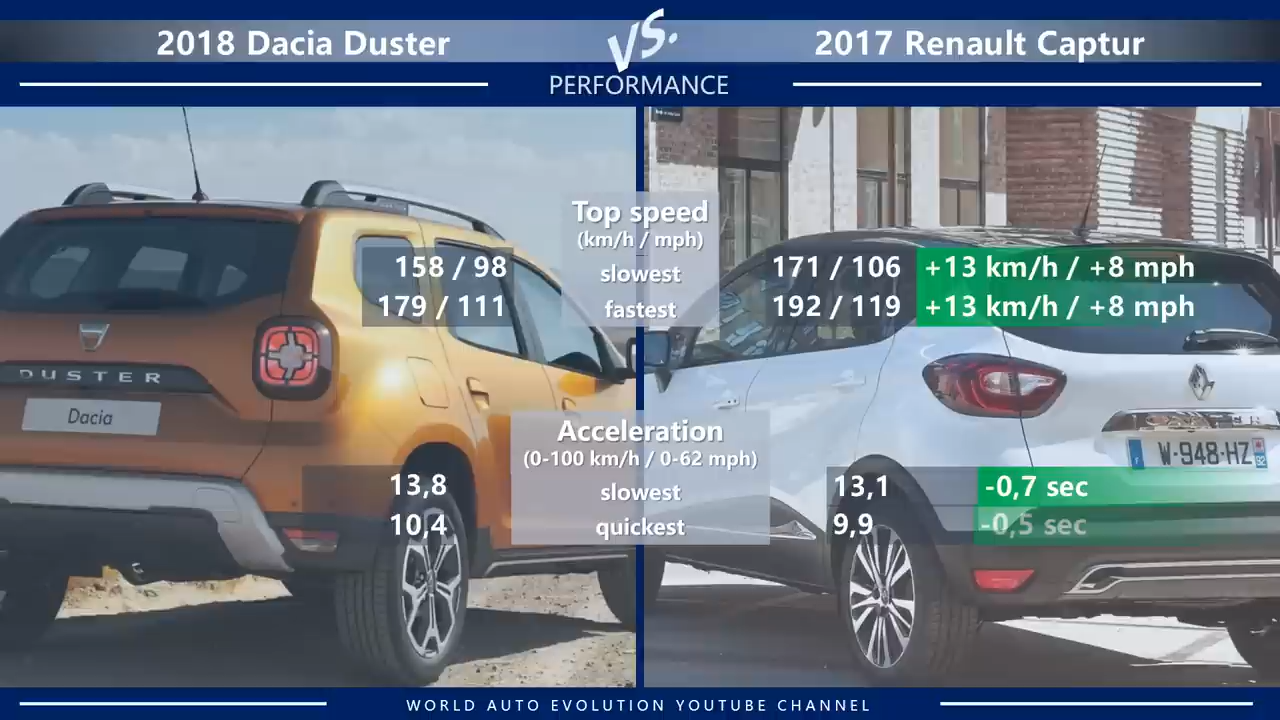 2018 Dacia Duster
VS.
2017 Renault Captur
PERFORMANCE
Top speed
(km/h / mph)
158 / 98 slowest 171 / 106 +13 km/h / +8 mph
179 / 111 fastest 192 / 119 +13 km/h / +8 mph
DUSTER
Dacia
Acceleration
(0-100 km/h / 0-62 mph)
W-948-HZ
F
92
13,8 slowest 13,1 -0,7 sec
10,4 quickest 9,9 -0,5 sec
WORLD AUTO EVOLUTION YOUTUBE CHANNEL